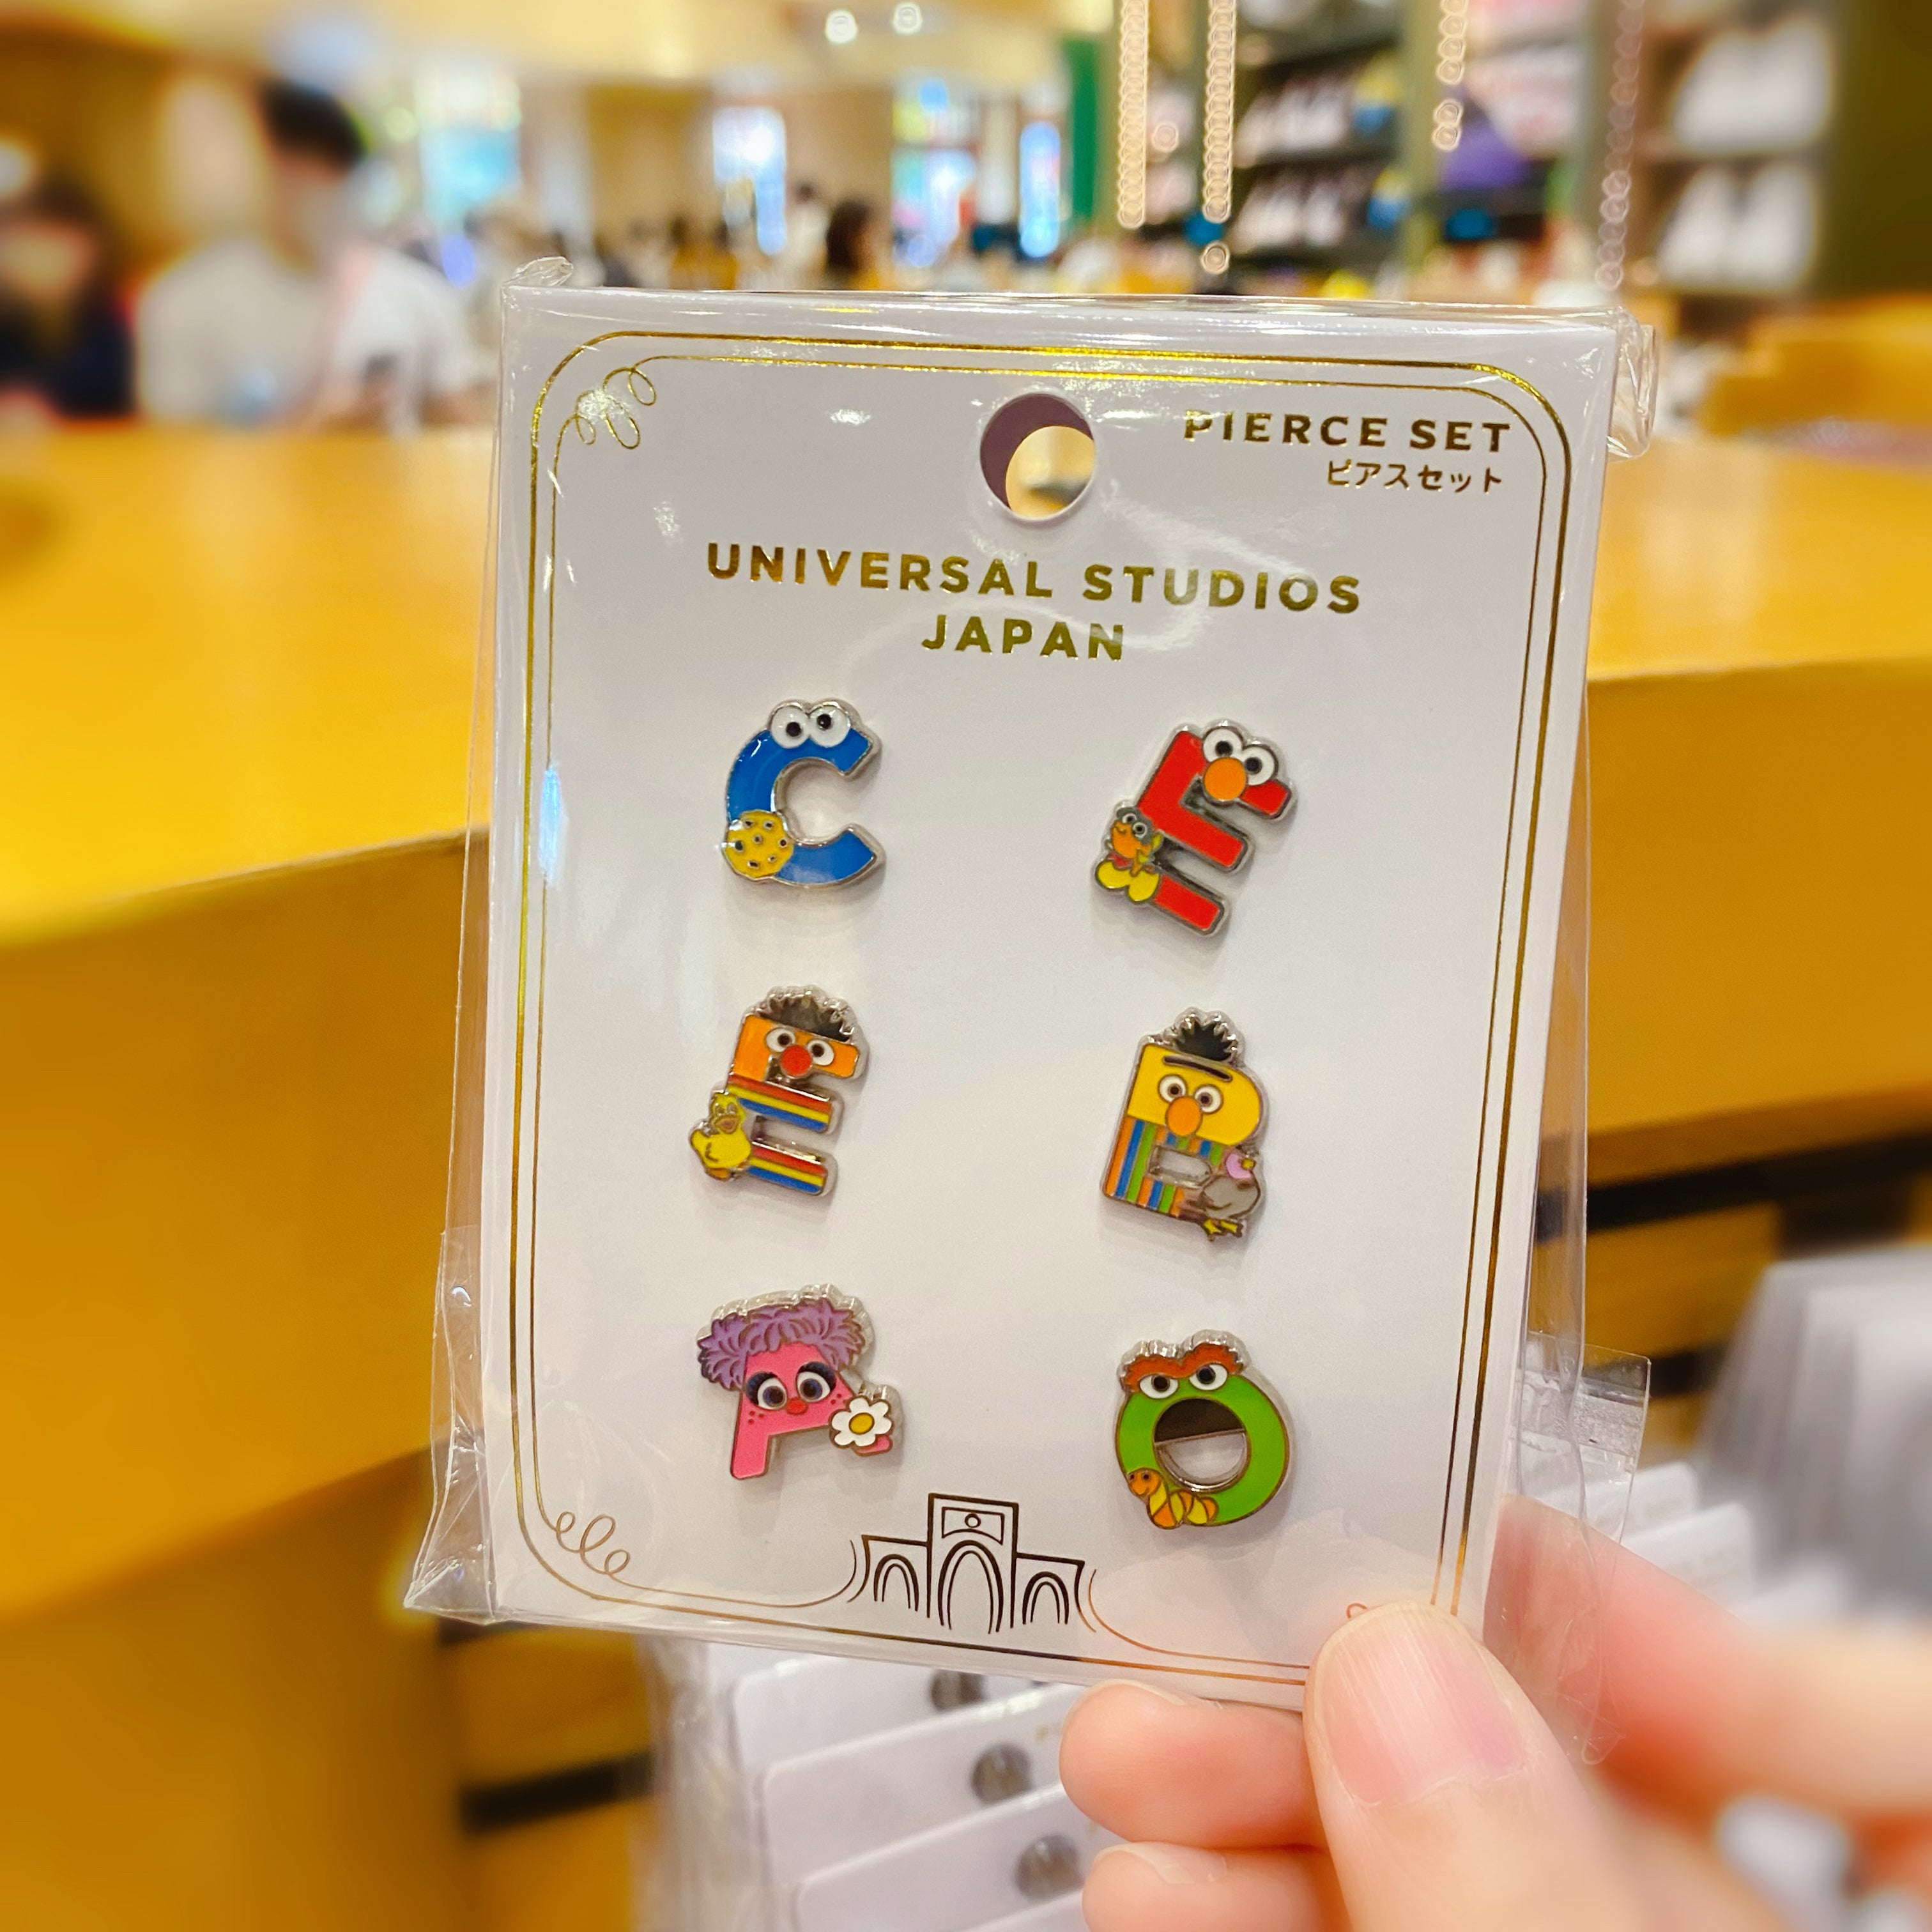 PIERCE SET
ピアスセット
UNIVERSAL STUDIOS
JAPAN
C
E
E
B
A
O